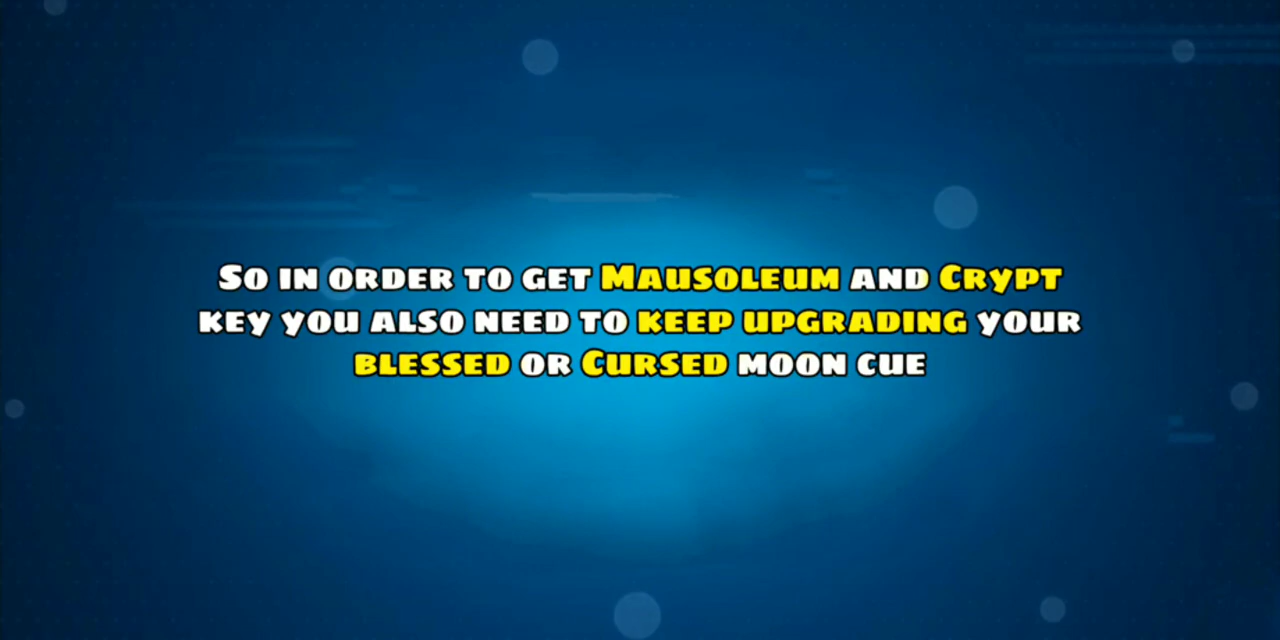 So in order to get Mausoleum and Crypt
key you also need to keep upgrading your
blessed or Cursed moon cue